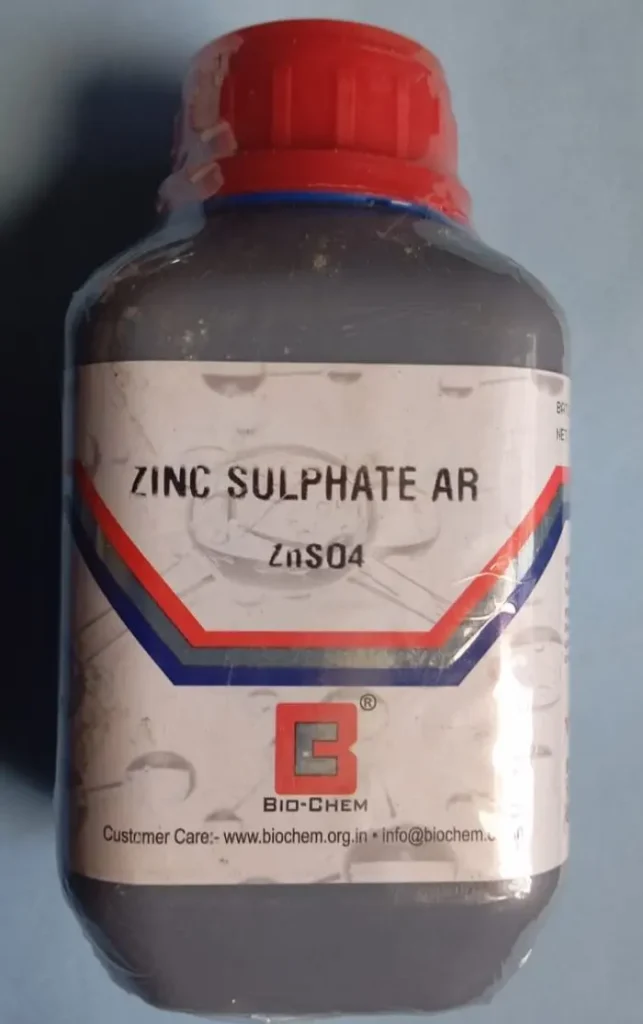 ZINC SULPHATE AR
ZnSO4
®
BIO-CHEM
Customer Care:- www.biochem.org.in • info@biochem.